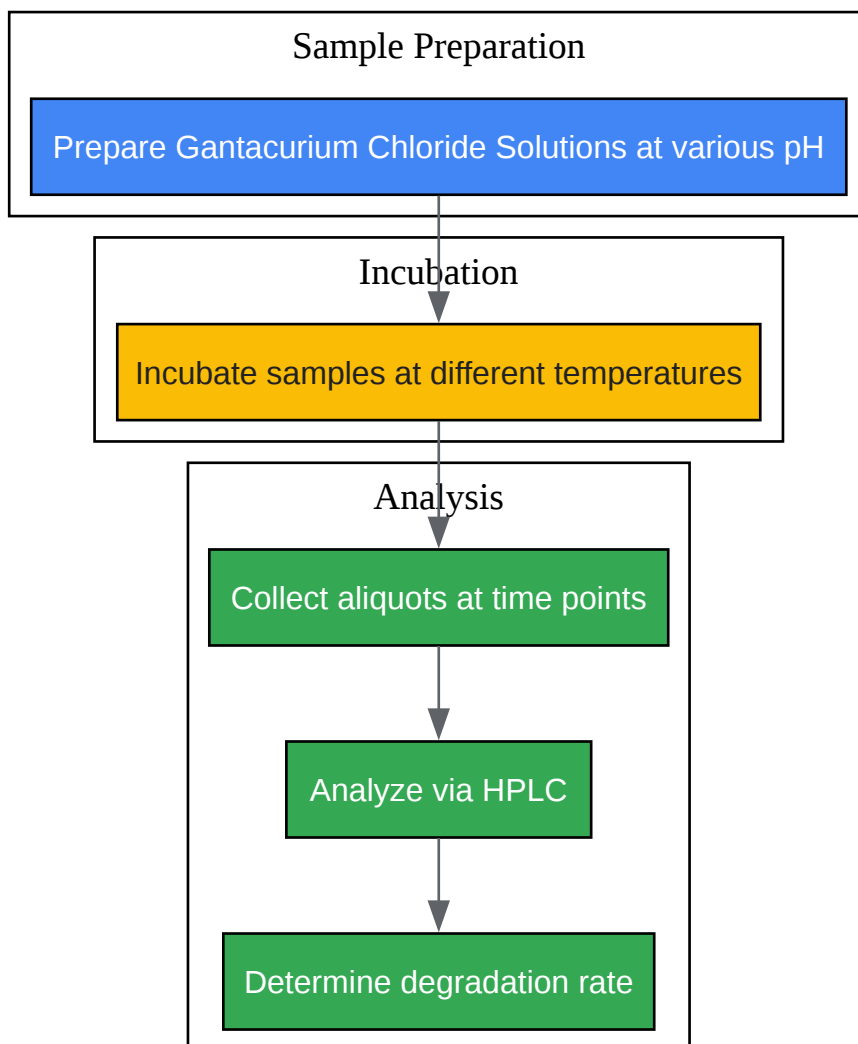 Sample Preparation
Prepare Gantacurium Chloride Solutions at various pH
Incubation
Incubate samples at different temperatures
Analysis
Collect aliquots at time points
Analyze via HPLC
Determine degradation rate